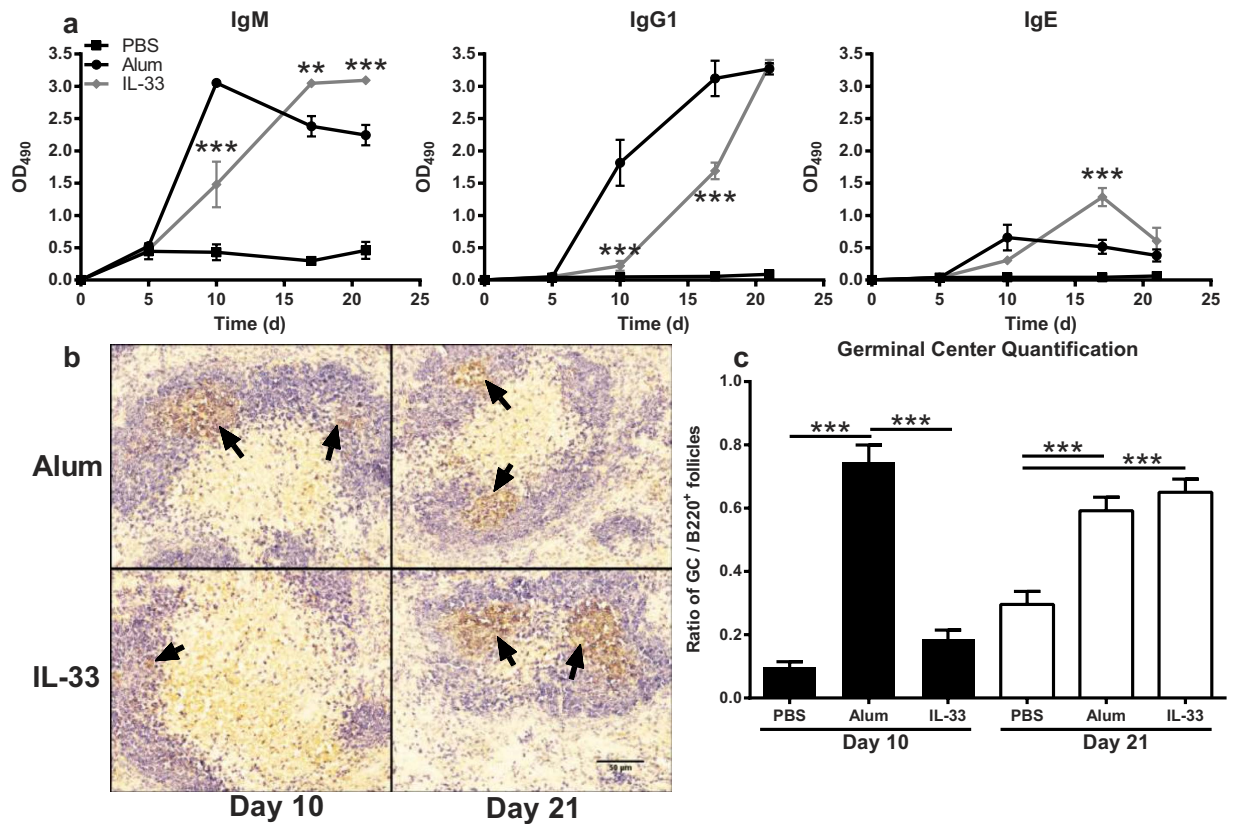 a
IgM
IgG1
IgE
PBS
Alum
IL-33
3.5
3.0
2.5
2.0
1.5
1.0
0.5
0.0
OD490
***
**
***
0
5
10
15
20
25
Time (d)
3.5
3.0
2.5
2.0
1.5
1.0
0.5
0.0
OD490
***
***
0
5
10
15
20
25
Time (d)
3.5
3.0
2.5
2.0
1.5
1.0
0.5
0.0
OD490
***
0
5
10
15
20
25
Time (d)
b
Alum
IL-33
50 µm
Day 10
Day 21
c
Germinal Center Quantification
Ratio of GC / B220+ follicles
1.0
0.8
0.6
0.4
0.2
0.0
***
***
***
***
PBS
Alum
IL-33
PBS
Alum
IL-33
Day 10
Day 21